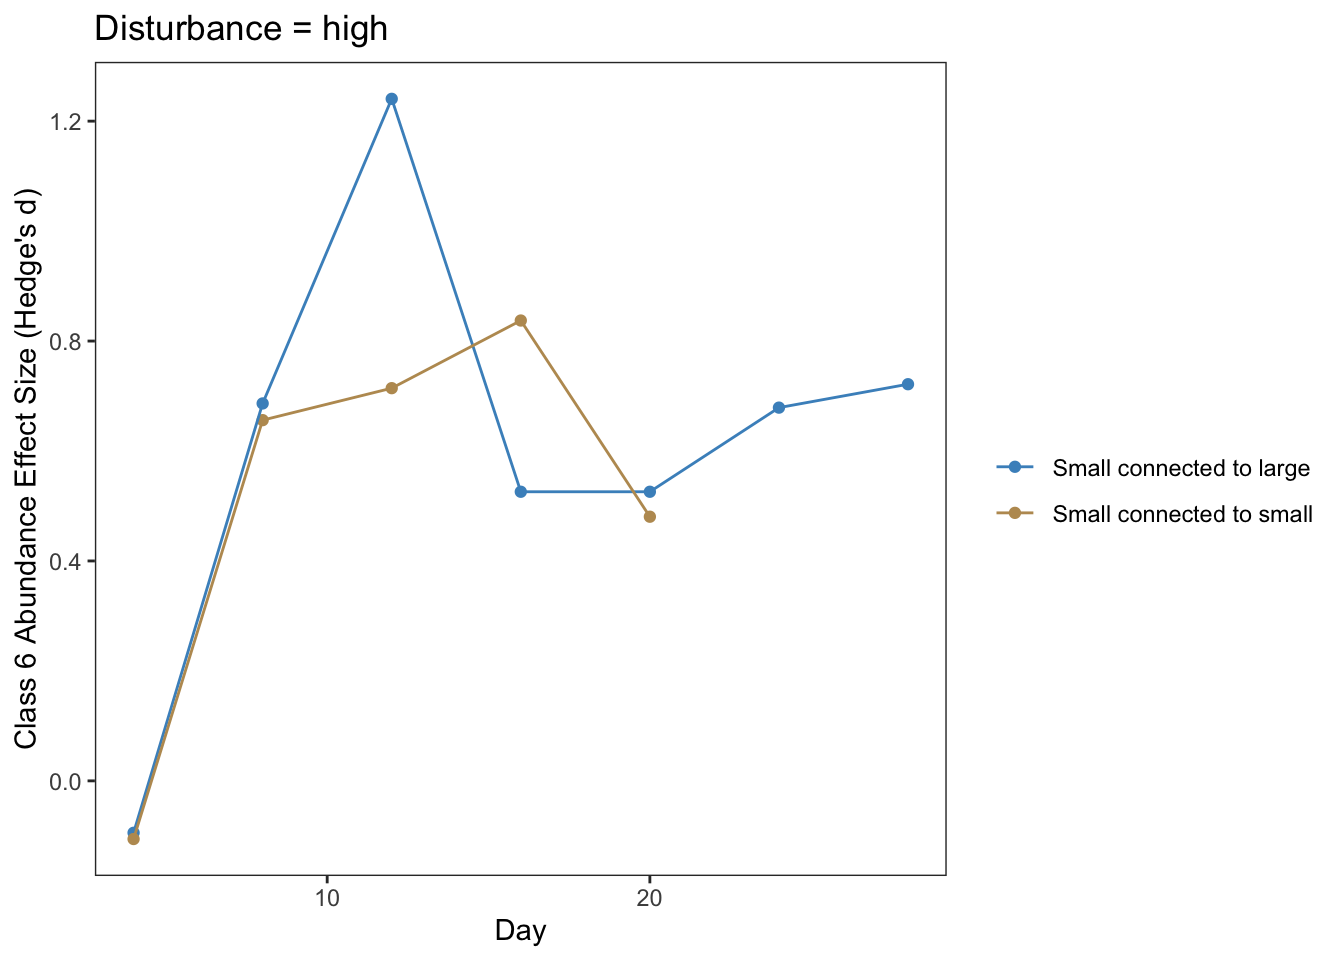 Disturbance = high
Class 6 Abundance Effect Size (Hedge's d)
1.2
0.8
0.4
0.0
10
20
Day
Small connected to large
Small connected to small